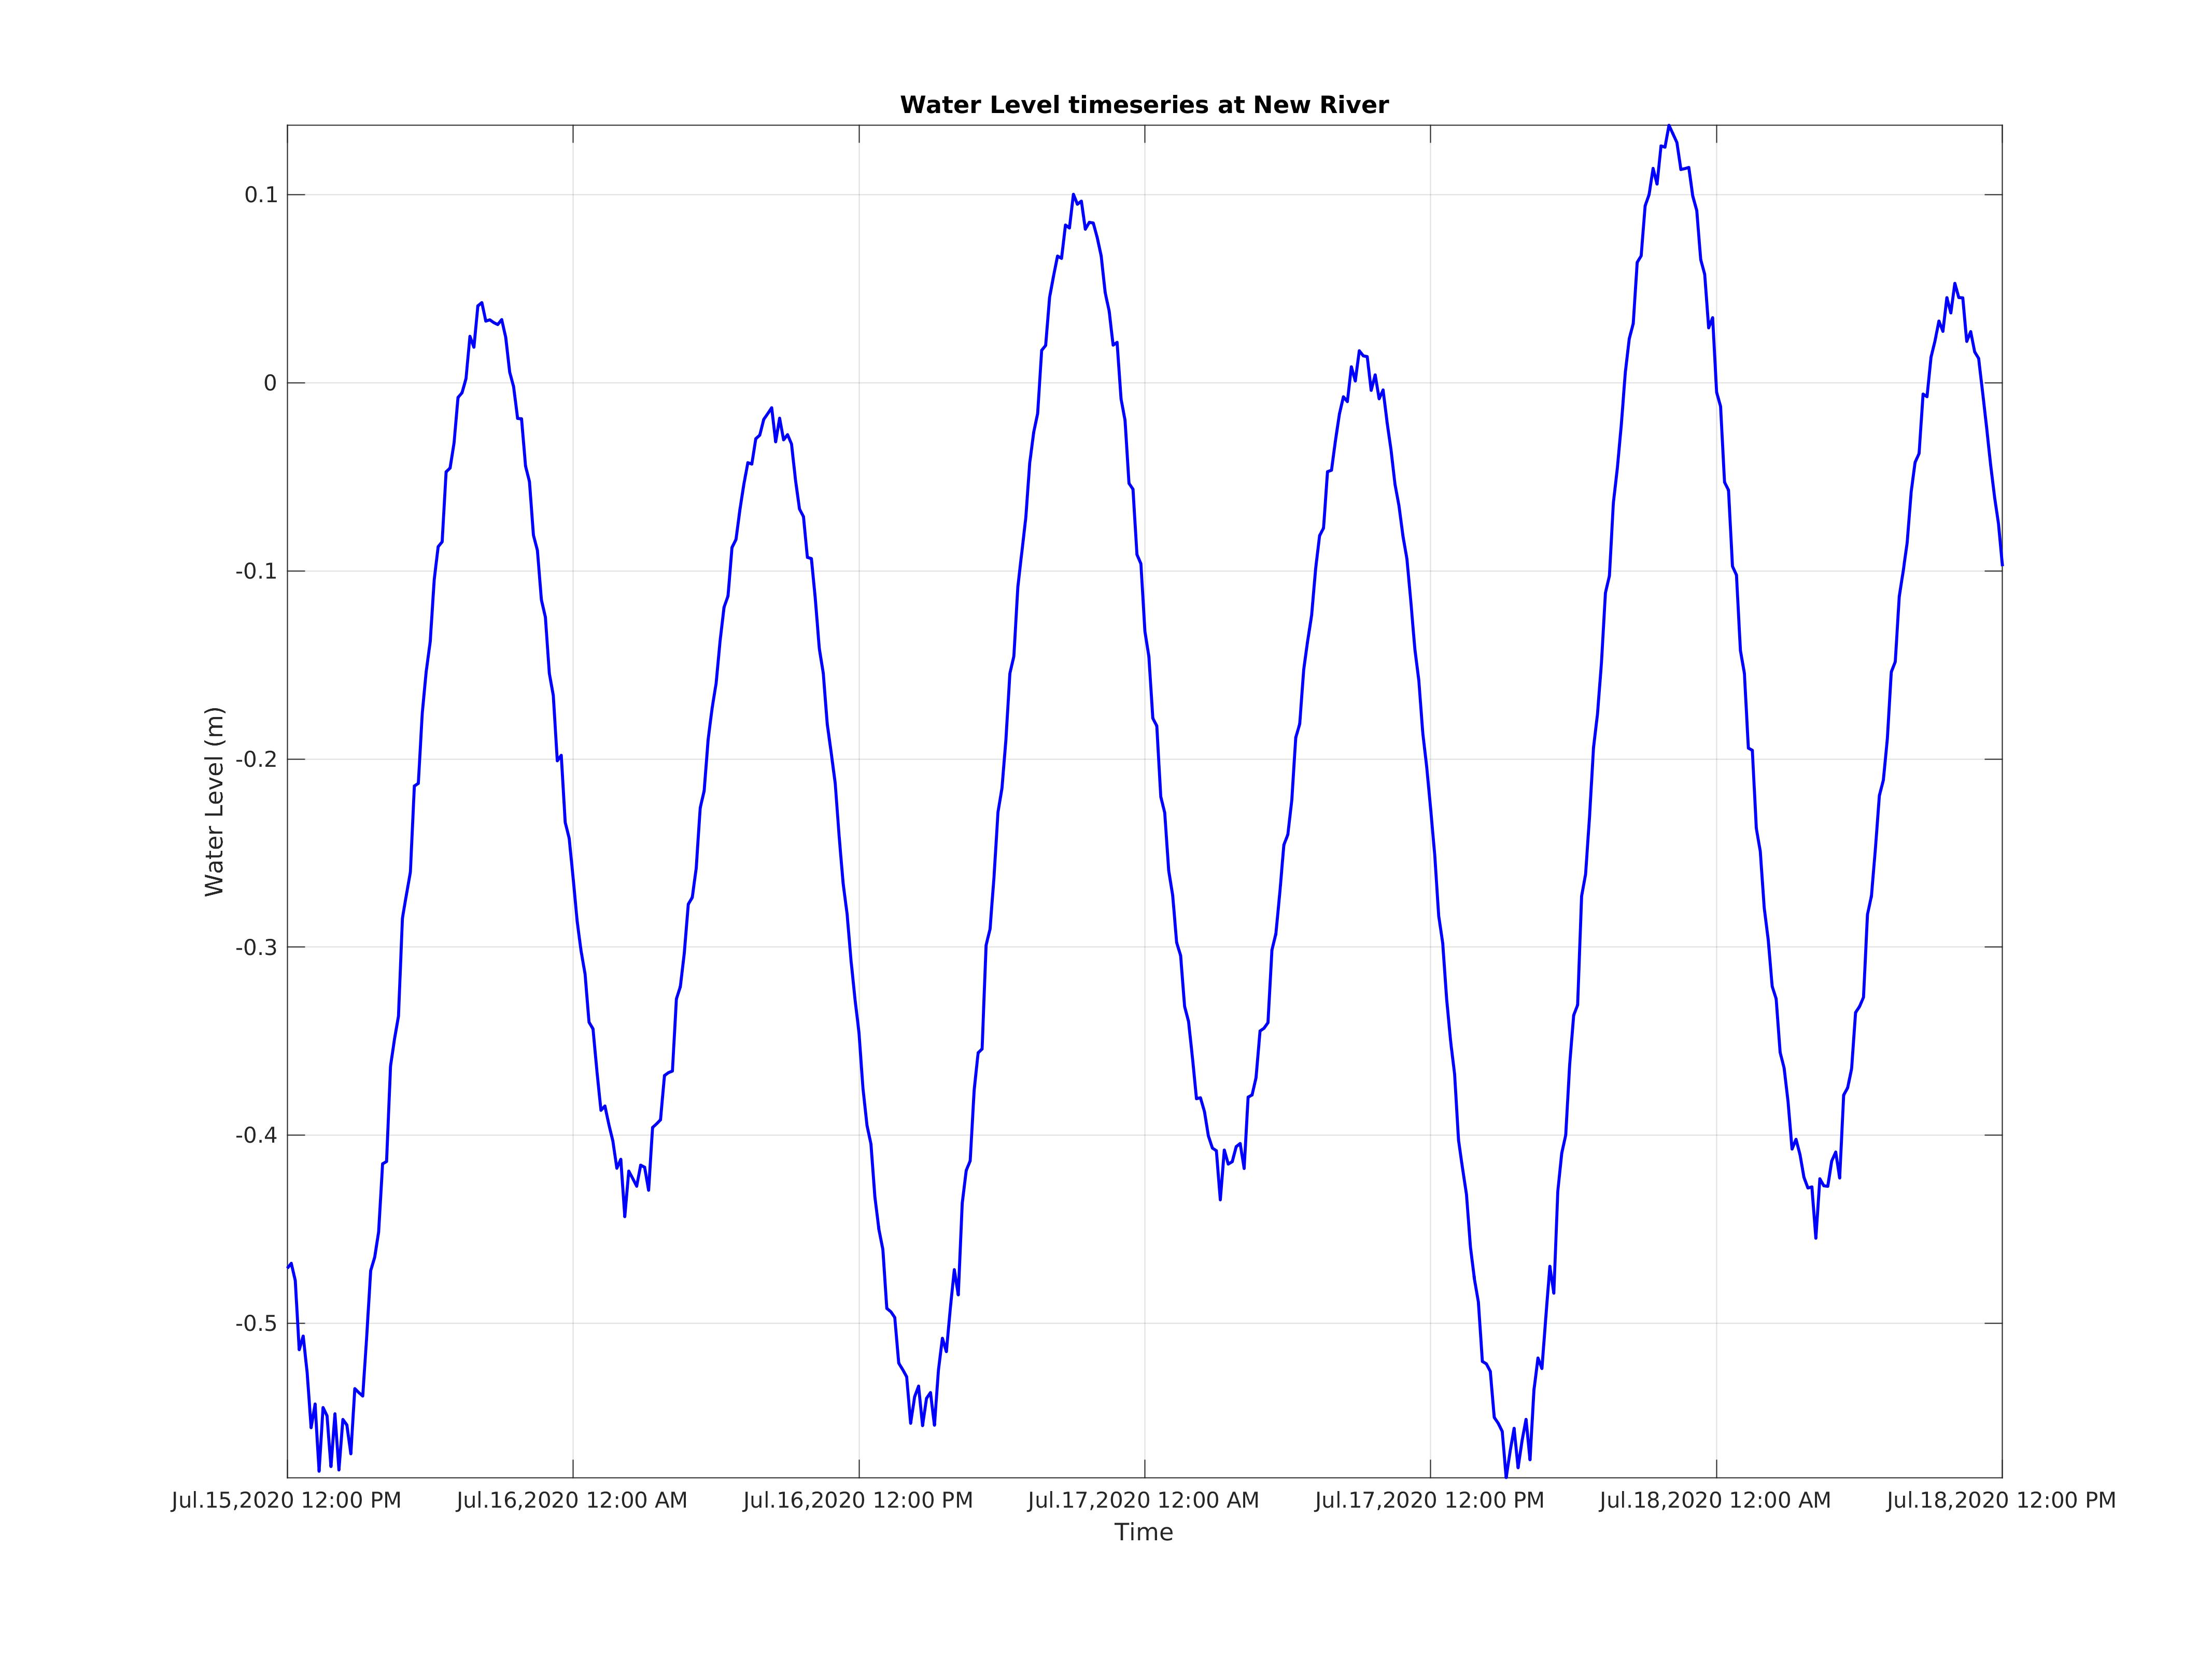 Water Level timeseries at New River
0.1
0
-0.1
-0.2
-0.3
-0.4
-0.5
Water Level (m)
Jul.15,2020 12:00 PM Jul.16,2020 12:00 AM Jul.16,2020 12:00 PM Jul.17,2020 12:00 AM Jul.17,2020 12:00 PM Jul.18,2020 12:00 AM Jul.18,2020 12:00 PM
Time